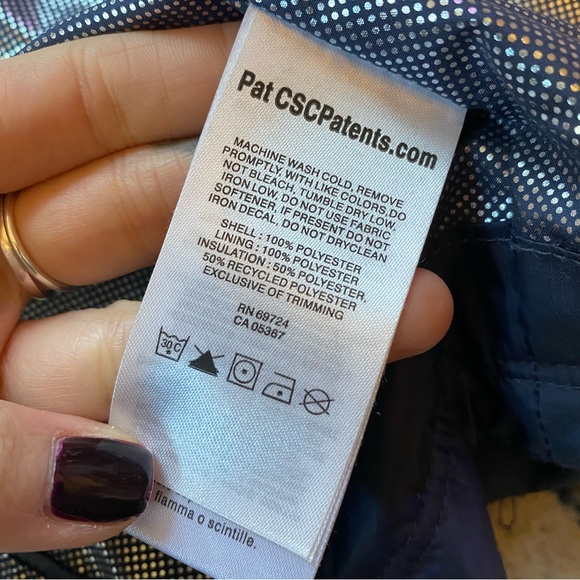 Pat CSCPatents.com
MACHINE WASH COLD, REMOVE
PROMPTLY, WITH LIKE COLORS, DO
NOT BLEACH, TUMBLE DRY LOW.
IRON LOW. DO NOT USE FABRIC
SOFTENER. IF PRESENT DO NOT
IRON DECAL. DO NOT DRYCLEAN
SHELL : 100% POLYESTER
LINING : 100% POLYESTER
INSULATION : 50% POLYESTER,
50% RECYCLED POLYESTER
EXCLUSIVE OF TRIMMING
RN 69724
CA 05367
30 C
fiamma o scintille.